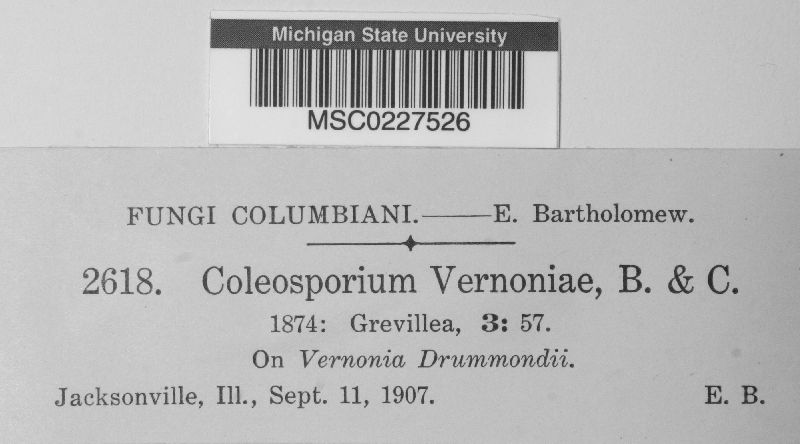 Michigan State University
MSC0227526
FUNGI COLUMBIANI.——E. Bartholomew.
2618. Coleosporium Vernoniae, B. & C.
1874: Grevillea, 3: 57.
On Vernonia Drummondii.
Jacksonville, Ill., Sept. 11, 1907. E. B.